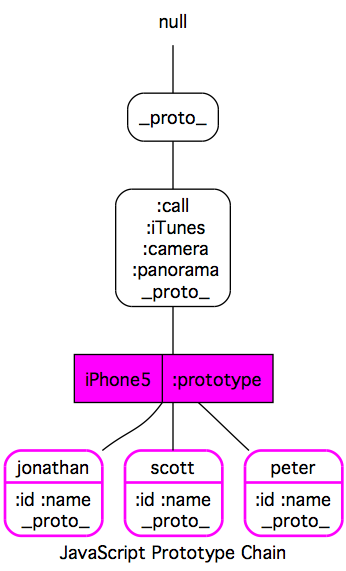 null
_proto_
:call
:iTunes
:camera
:panorama
_proto_
iPhone5 :prototype
jonathan scott peter
:id :name :id :name :id :name
_proto_ _proto_ _proto_
JavaScript Prototype Chain